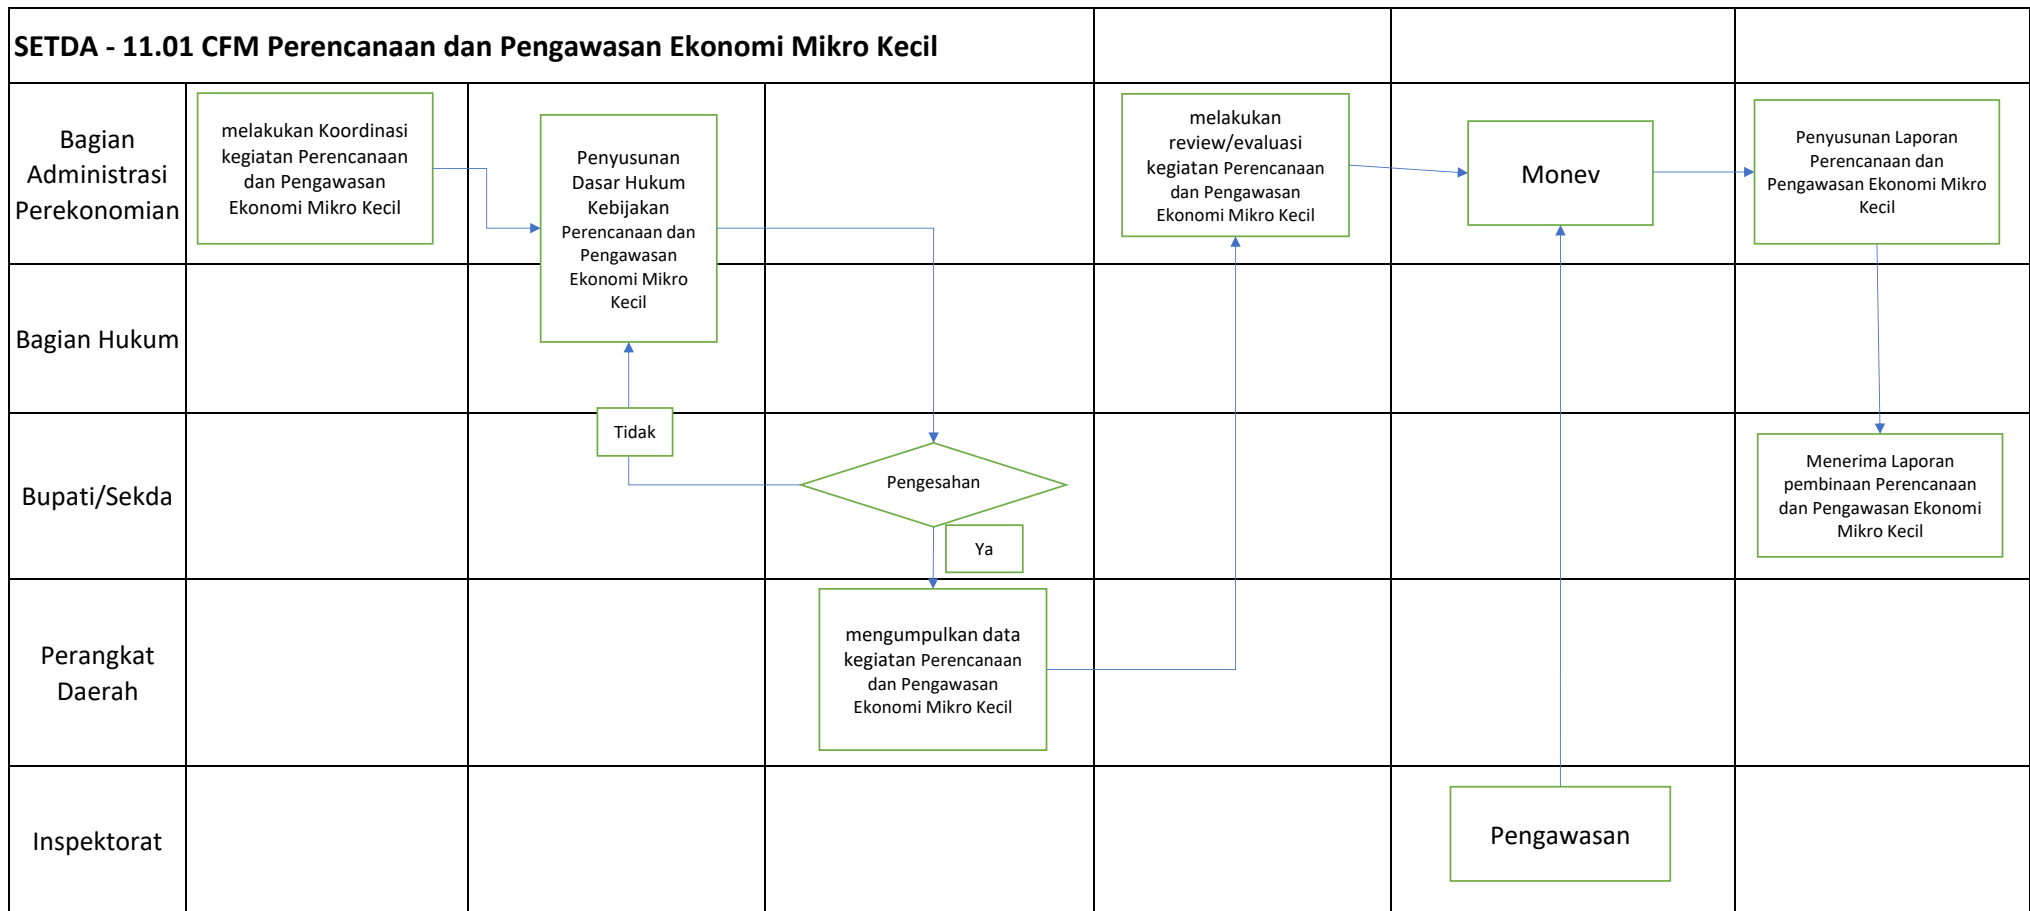 SETDA - 11.01 CFM Perencanaan dan Pengawasan Ekonomi Mikro Kecil
Bagian
Administrasi
Perekonomian
melakukan Koordinasi
kegiatan Perencanaan
dan Pengawasan
Ekonomi Mikro Kecil
Penyusunan
Dasar Hukum
Kebijakan
Perencanaan dan
Pengawasan
Ekonomi Mikro
Kecil
melakukan
review/evaluasi
kegiatan Perencanaan
dan Pengawasan
Ekonomi Mikro Kecil
Monev
Penyusunan Laporan
Perencanaan dan
Pengawasan Ekonomi Mikro
Kecil
Bagian Hukum
Tidak
Bupati/Sekda
Pengesahan
Ya
Menerima Laporan
pembinaan Perencanaan
dan Pengawasan Ekonomi
Mikro Kecil
Perangkat
Daerah
mengumpulkan data
kegiatan Perencanaan
dan Pengawasan
Ekonomi Mikro Kecil
Inspektorat
Pengawasan